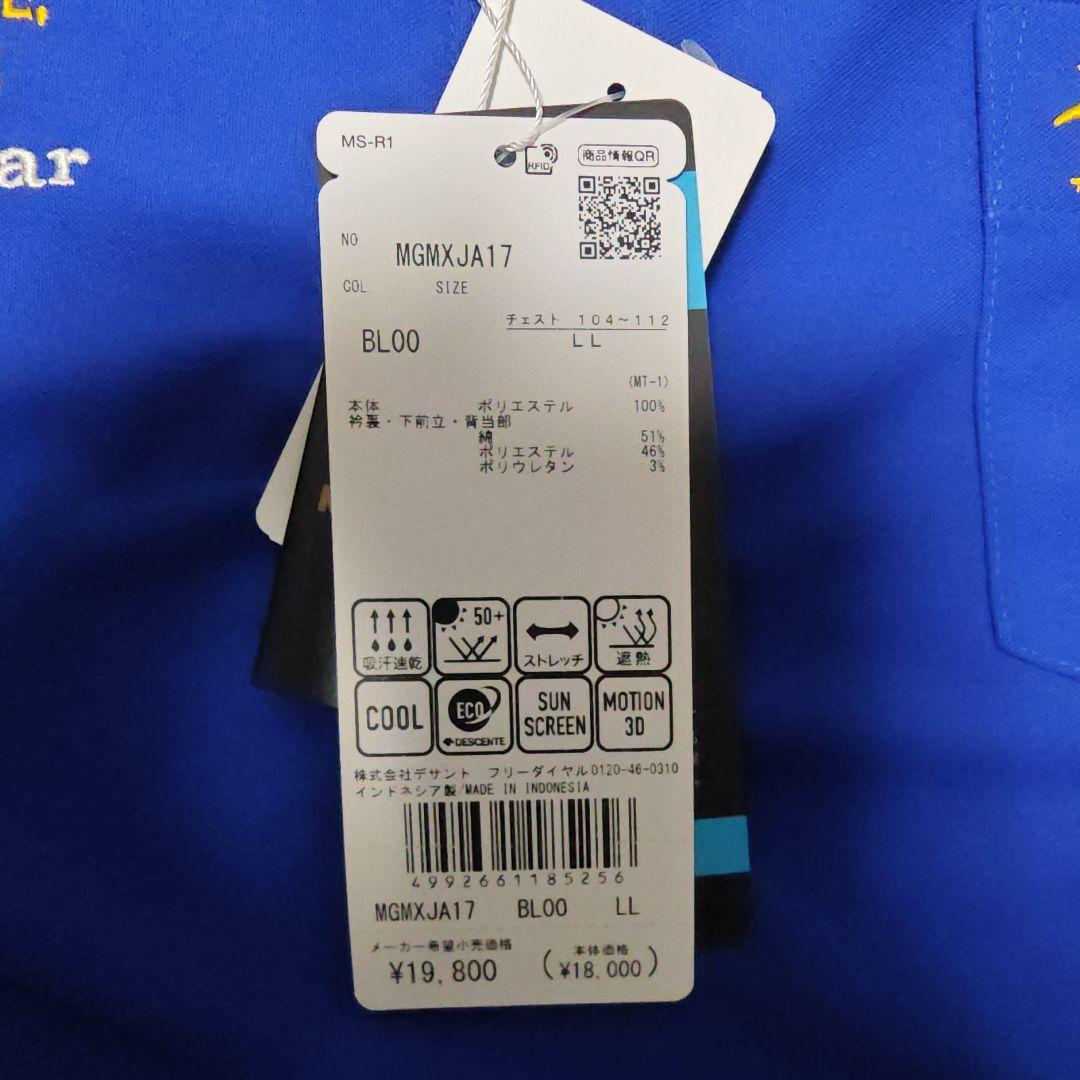 ar
MS-R1
RFID
商品情報QR
NO
MGMXJA17
COL.
SIZE
チェスト 104～112
BL00
LL
(MT-1)
本体 ポリエステル 100%
衿裏・下前立・背当部
綿 51%
ポリエステル 46%
ポリウレタン 3%
吸汗速乾
50+
ストレッチ
遮熱
COOL
ECO
DESCENTE
SUN SCREEN
MOTION 3D
株式会社デサント フリーダイヤル0120-46-0310
インドネシア製/MADE IN INDONESIA
4992661185256
MGMXJA17 BL00 LL
メーカー希望小売価格
¥19,800
本体価格
(¥18,000)